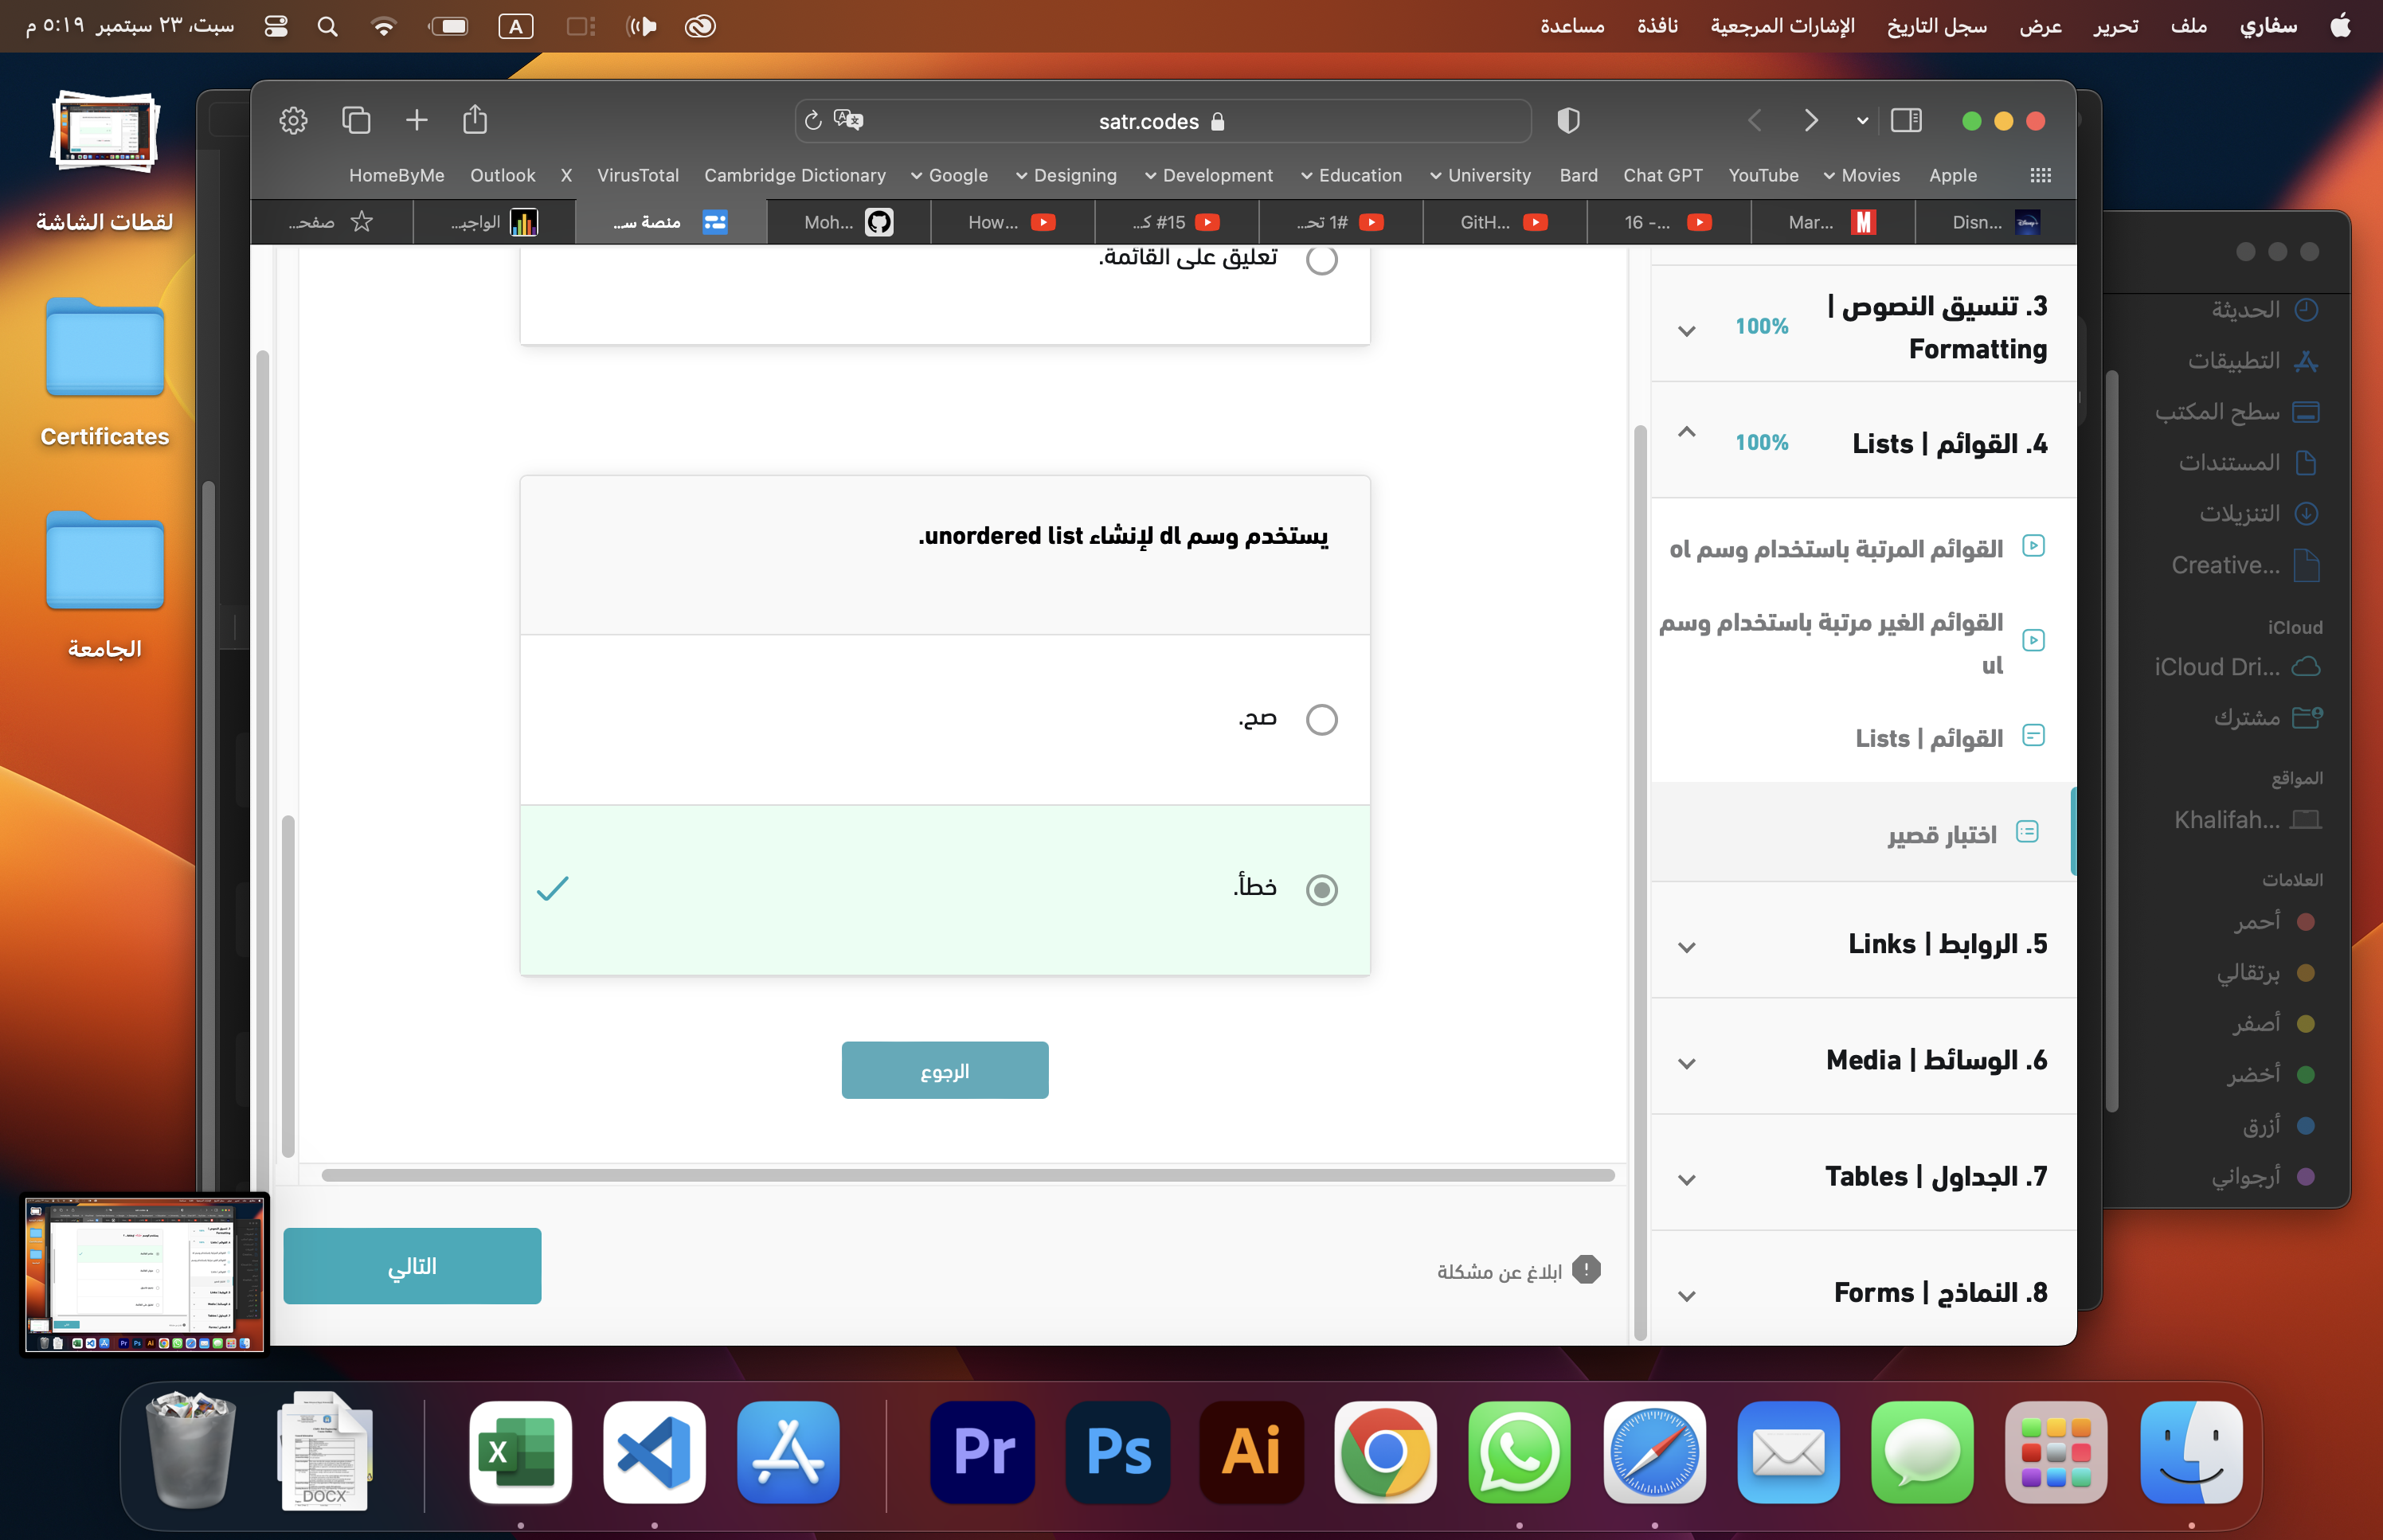 سفاري ملف تحرير عرض سجل التاريخ الإشارات المرجعية نافذة مساعدة
A
سبت، ٢٣ سبتمبر ٥:١٩ م
لقطات الشاشة
Certificates
الجامعة
satr.codes
HomeByMe Outlook X VirusTotal Cambridge Dictionary Google Designing Development Education University Bard Chat GPT YouTube Movies Apple
صفحـ...
الواجبـ...
منصة سـ...
Moh...
How...
#15 كـ...
#1 تحـ...
GitH...
16 -...
Mar...
Disn...
تعليق على القائمة.
يستخدم وسم dl لإنشاء unordered list.
صح.
خطأ.
الرجوع
ابلاغ عن مشكلة
التالي
3. تنسيق النصوص |
Formatting
100%
4. القوائم | Lists
100%
القوائم المرتبة باستخدام وسم ol
القوائم الغير مرتبة باستخدام وسم
ul
القوائم | Lists
اختبار قصير
5. الروابط | Links
6. الوسائط | Media
7. الجداول | Tables
8. النماذج | Forms
الحديثة
التطبيقات
سطح المكتب
المستندات
التنزيلات
Creative...
iCloud
iCloud Dri...
مشترك
المواقع
Khalifah...
العلامات
أحمر
برتقالي
أصفر
أخضر
أزرق
أرجواني
DOCX
X
Pr
Ps
Ai